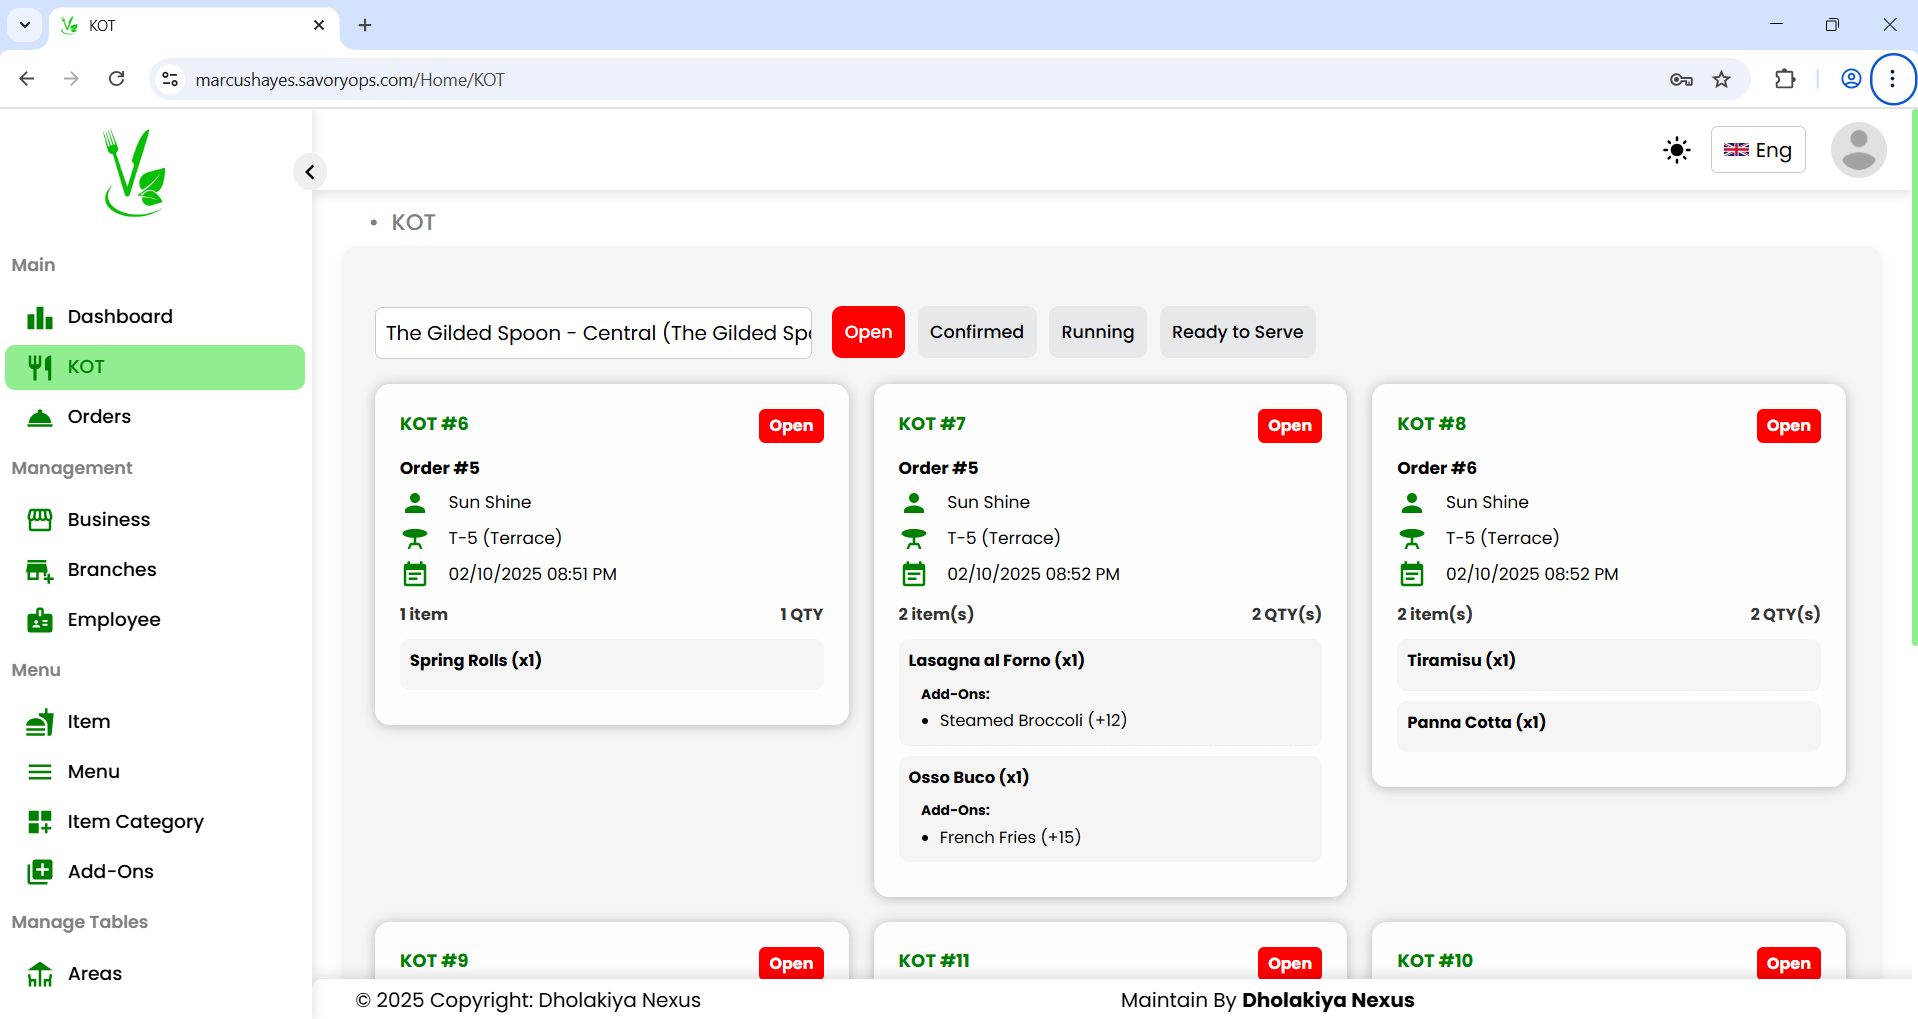 KOT
marcushayes.savoryops.com/Home/KOT
Eng
Main
Dashboard
KOT
Orders
Management
Business
Branches
Employee
Menu
Item
Menu
Item Category
Add-Ons
Manage Tables
Areas
• KOT
The Gilded Spoon - Central (The Gilded Spo
Open
Confirmed
Running
Ready to Serve
KOT #6
Open
Order #5
Sun Shine
T-5 (Terrace)
02/10/2025 08:51 PM
1 item
1 QTY
Spring Rolls (x1)
KOT #7
Open
Order #5
Sun Shine
T-5 (Terrace)
02/10/2025 08:52 PM
2 item(s)
2 QTY(s)
Lasagna al Forno (x1)
Add-Ons:
• Steamed Broccoli (+12)
Osso Buco (x1)
Add-Ons:
• French Fries (+15)
KOT #8
Open
Order #6
Sun Shine
T-5 (Terrace)
02/10/2025 08:52 PM
2 item(s)
2 QTY(s)
Tiramisu (x1)
Panna Cotta (x1)
KOT #9
Open
KOT #11
Open
KOT #10
Open
© 2025 Copyright: Dholakiya Nexus
Maintain By Dholakiya Nexus